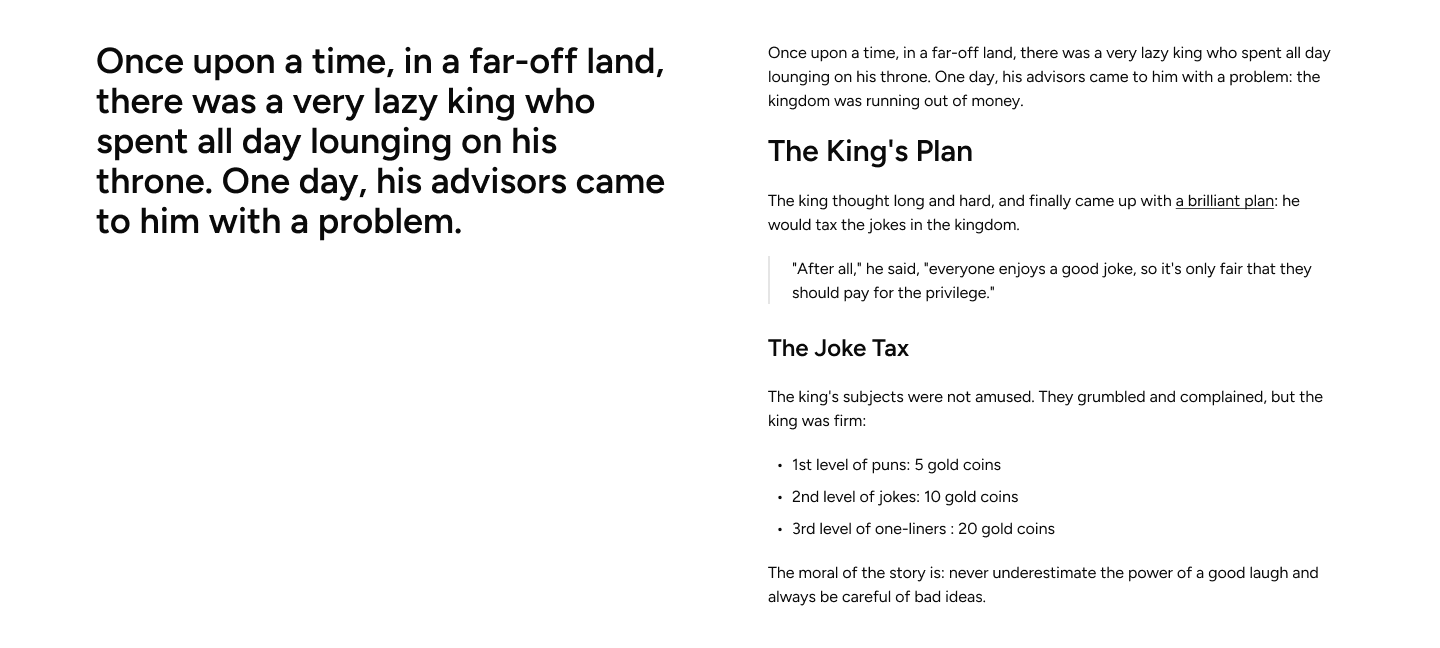 Once upon a time, in a far-off land,
there was a very lazy king who
spent all day lounging on his
throne. One day, his advisors came
to him with a problem.
Once upon a time, in a far-off land, there was a very lazy king who spent all day
lounging on his throne. One day, his advisors came to him with a problem: the
kingdom was running out of money.
The King's Plan
The king thought long and hard, and finally came up with a brilliant plan: he
would tax the jokes in the kingdom.
"After all," he said, "everyone enjoys a good joke, so it's only fair that they
should pay for the privilege."
The Joke Tax
The king's subjects were not amused. They grumbled and complained, but the
king was firm:
• 1st level of puns: 5 gold coins
• 2nd level of jokes: 10 gold coins
• 3rd level of one-liners : 20 gold coins
The moral of the story is: never underestimate the power of a good laugh and
always be careful of bad ideas.